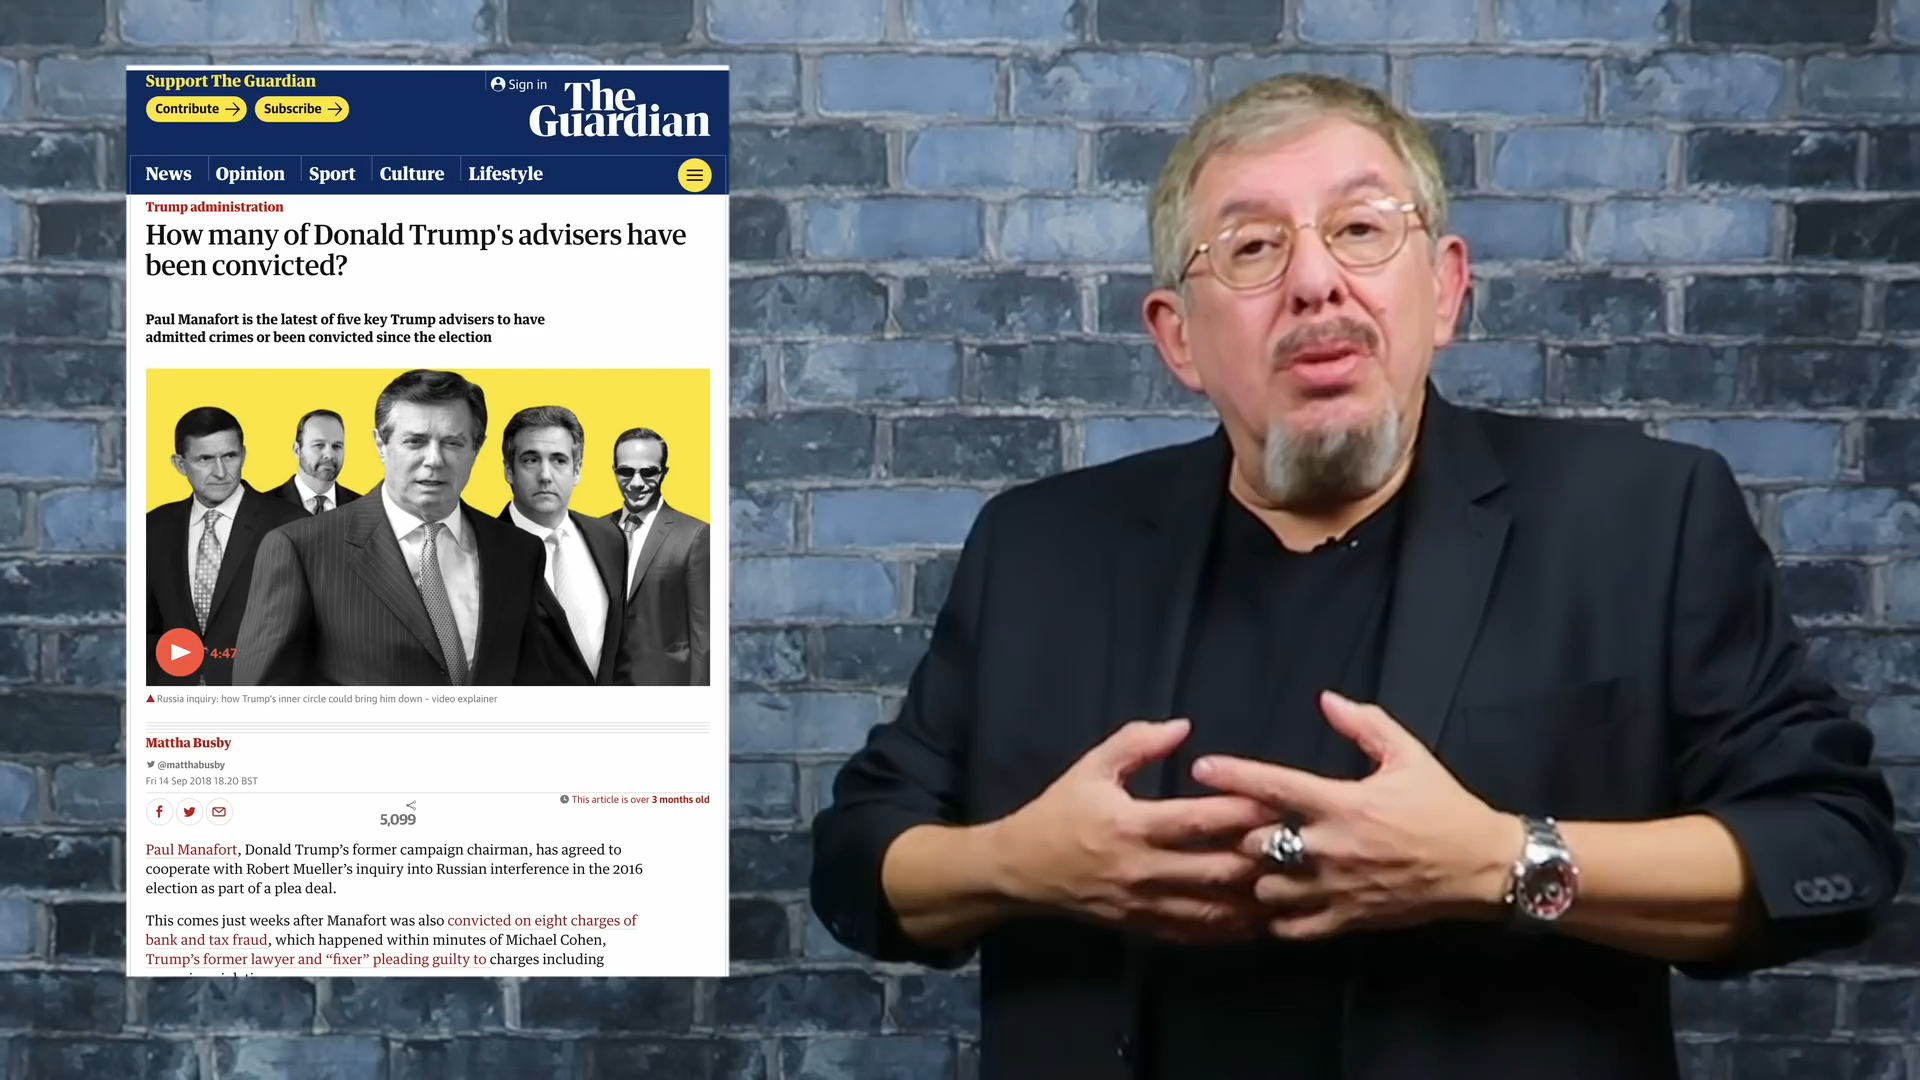 Support The Guardian
Contribute
Subscribe
Sign in
The
Guardian
News
Opinion
Sport
Culture
Lifestyle
Trump administration
How many of Donald Trump's advisers have
been convicted?
Paul Manafort is the latest of five key Trump advisers to have
admitted crimes or been convicted since the election
4:47
Russia inquiry: how Trump's inner circle could bring him down – video explainer
Mattha Busby
@matthabusby
Fri 14 Sep 2018 18.20 BST
This article is over 3 months old
5,099
Paul Manafort, Donald Trump’s former campaign chairman, has agreed to
cooperate with Robert Mueller’s inquiry into Russian interference in the 2016
election as part of a plea deal.
This comes just weeks after Manafort was also convicted on eight charges of
bank and tax fraud, which happened within minutes of Michael Cohen,
Trump’s former lawyer and “fixer” pleading guilty to charges including